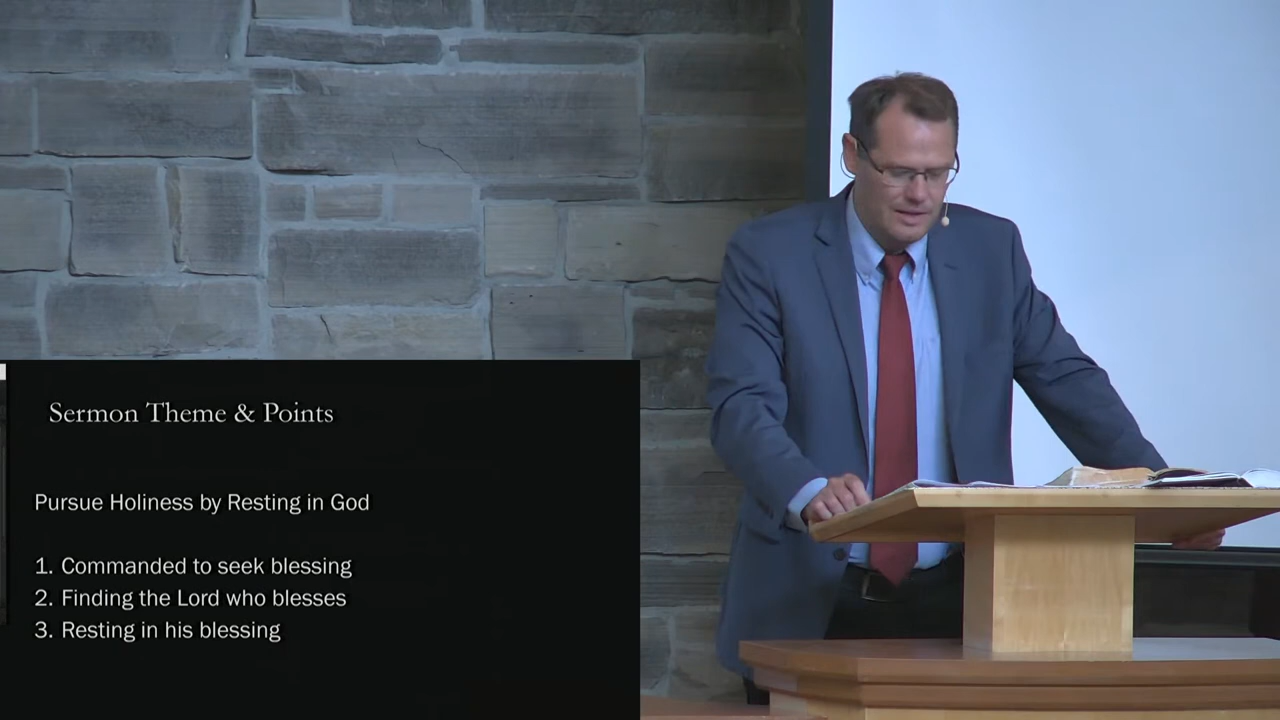 Sermon Theme & Points
Pursue Holiness by Resting in God
1. Commanded to seek blessing
2. Finding the Lord who blesses
3. Resting in his blessing